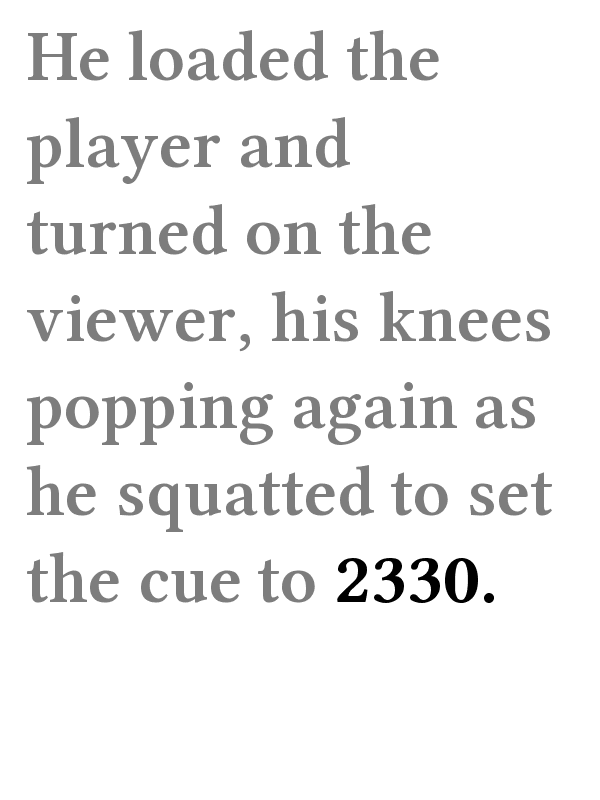 He loaded the
player and
turned on the
viewer, his knees
popping again as
he squatted to set
the cue to 2330.